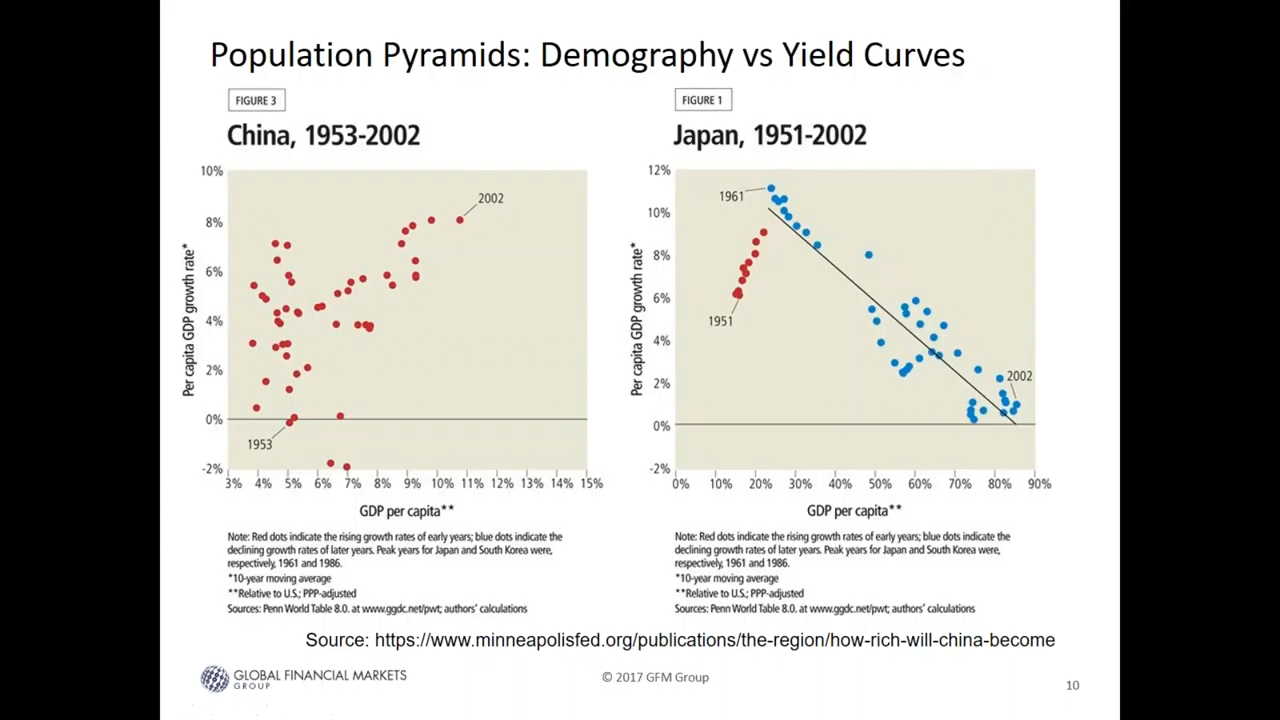 Population Pyramids: Demography vs Yield Curves
FIGURE 3
China, 1953-2002
10%
8%
6%
4%
2%
0%
-2%
Per capita GDP growth rate*
2002
1953
3% 4% 5% 6% 7% 8% 9% 10% 11% 12% 13% 14% 15%
GDP per capita**
Note: Red dots indicate the rising growth rates of early years; blue dots indicate the
declining growth rates of later years. Peak years for Japan and South Korea were,
respectively, 1961 and 1986.
*10-year moving average
**Relative to U.S.; PPP-adjusted
Sources: Penn World Table 8.0. at www.ggdc.net/pwt; authors' calculations
FIGURE 1
Japan, 1951-2002
12%
10%
8%
6%
4%
2%
0%
-2%
Per capita GDP growth rate*
1961
1951
2002
0% 10% 20% 30% 40% 50% 60% 70% 80% 90%
GDP per capita**
Note: Red dots indicate the rising growth rates of early years; blue dots indicate the
declining growth rates of later years. Peak years for Japan and South Korea were,
respectively, 1961 and 1986.
*10-year moving average
**Relative to U.S.; PPP-adjusted
Sources: Penn World Table 8.0. at www.ggdc.net/pwt; authors' calculations
Source: https://www.minneapolisfed.org/publications/the-region/how-rich-will-china-become
GLOBAL FINANCIAL MARKETS
GROUP
© 2017 GFM Group
10